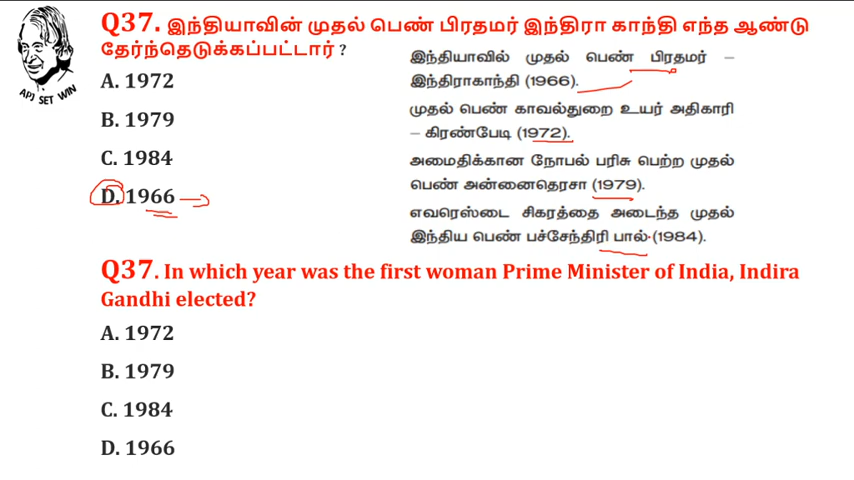 APJ SET WIN
Q37. இந்தியாவின் முதல் பெண் பிரதமர் இந்திரா காந்தி எந்த ஆண்டு
தேர்ந்தெடுக்கப்பட்டார் ?
A. 1972
B. 1979
C. 1984
D. 1966
இந்தியாவில் முதல் பெண் பிரதமர் –
இந்திராகாந்தி (1966).
முதல் பெண் காவல்துறை உயர் அதிகாரி
– கிரண்பேடி (1972).
அமைதிக்கான நோபல் பரிசு பெற்ற முதல்
பெண் அன்னைதெரசா (1979).
எவரெஸ்டை சிகரத்தை அடைந்த முதல்
இந்திய பெண் பச்சேந்திரி பால் (1984).
Q37. In which year was the first woman Prime Minister of India, Indira
Gandhi elected?
A. 1972
B. 1979
C. 1984
D. 1966